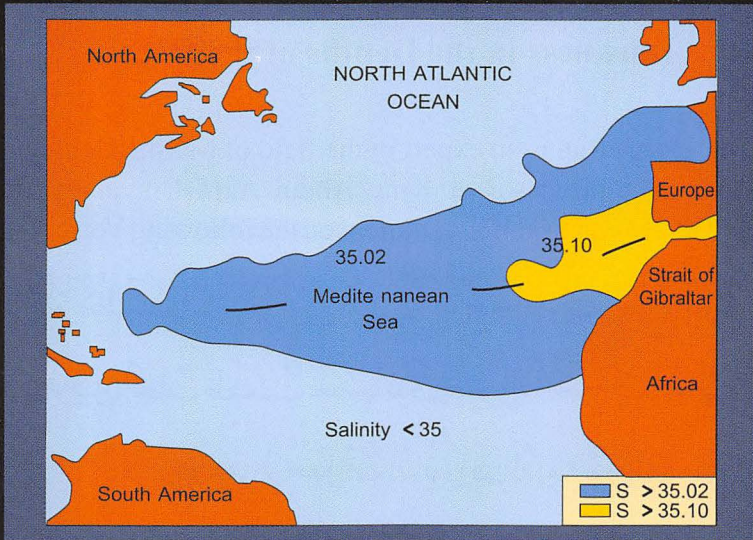 North America
NORTH ATLANTIC
OCEAN
Europe
35.10
35.02
Strait of
Gibraltar
Medite nanean
Sea
Africa
Salinity < 35
South America
S > 35.02
S > 35.10